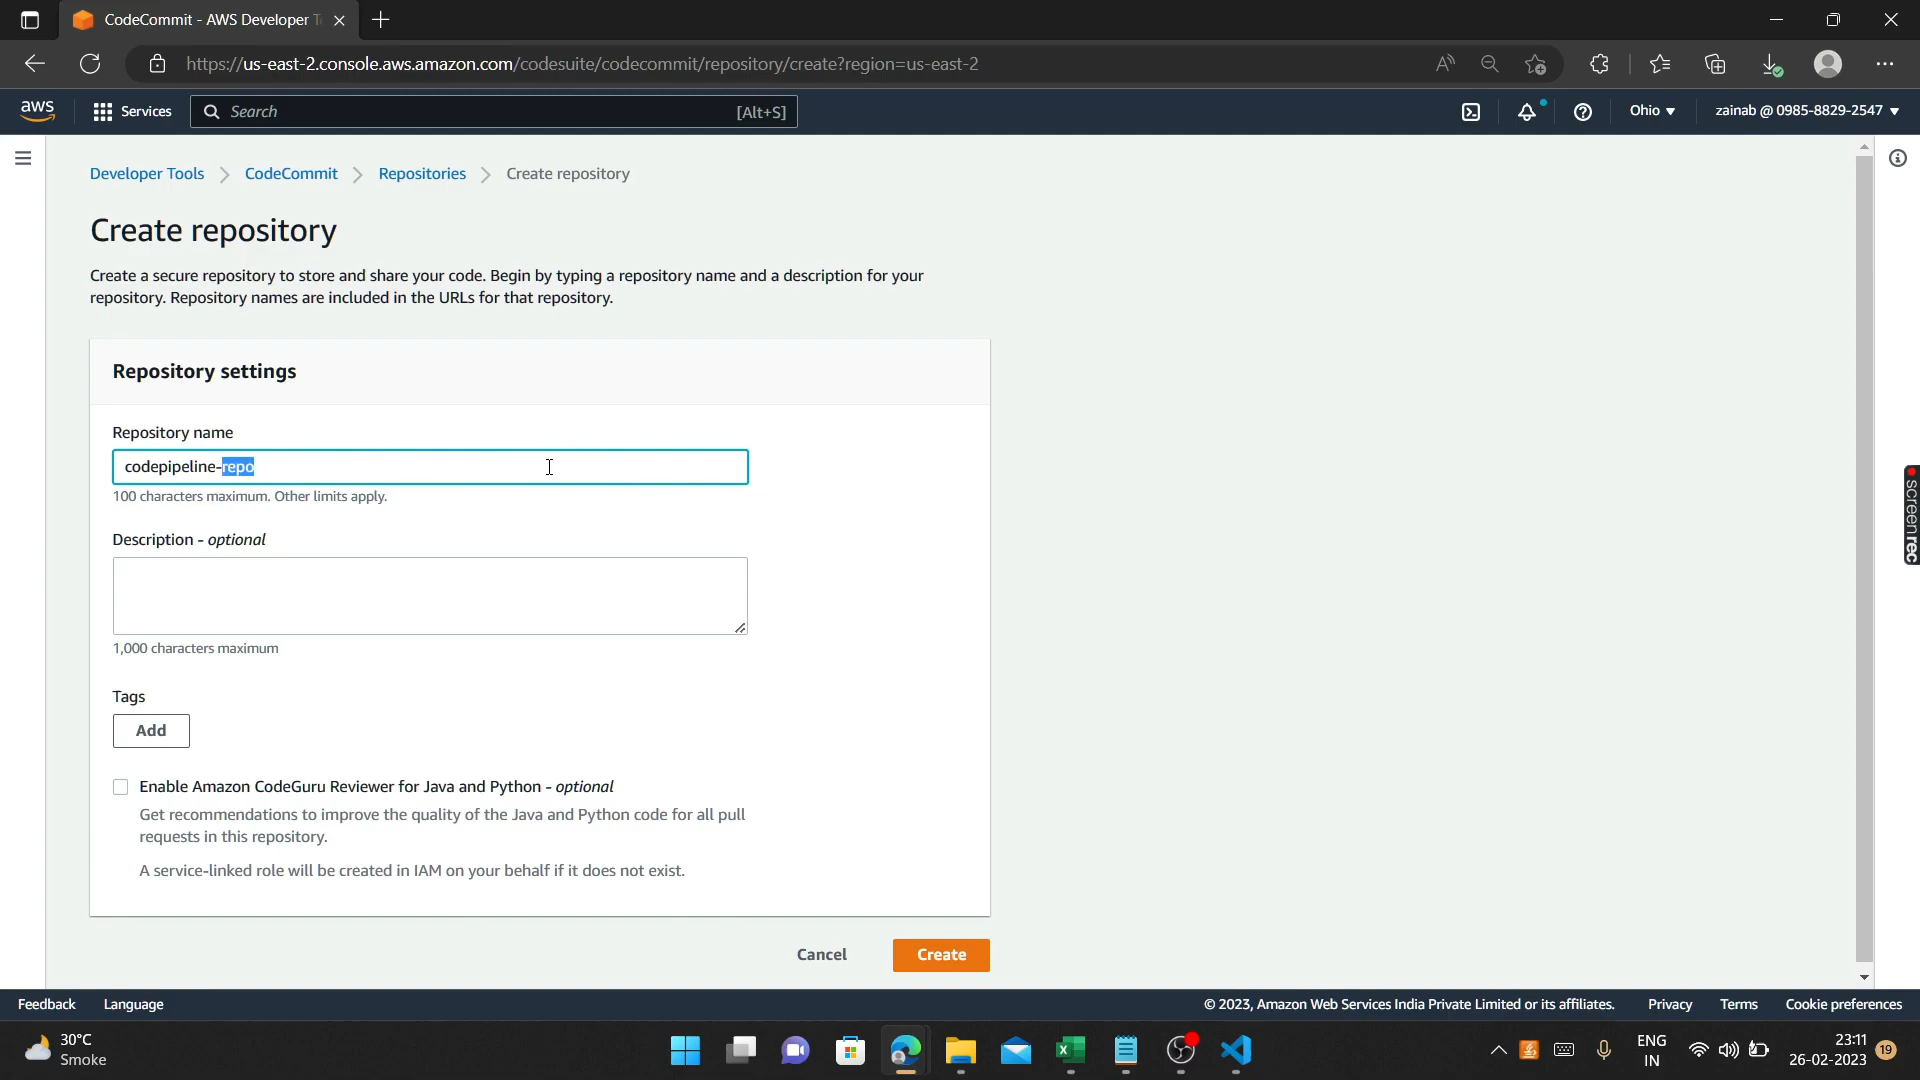 CodeCommit - AWS Developer T
https://us-east-2.console.aws.amazon.com/codesuite/codecommit/repository/create?region=us-east-2
aws
Services
Search
[Alt+S]
Ohio
zainab @ 0985-8829-2547
Developer Tools
CodeCommit
Repositories
Create repository
Create repository
Create a secure repository to store and share your code. Begin by typing a repository name and a description for your
repository. Repository names are included in the URLs for that repository.
Repository settings
Repository name
codepipeline-repo
100 characters maximum. Other limits apply.
Description - optional
1,000 characters maximum
Tags
Add
Enable Amazon CodeGuru Reviewer for Java and Python - optional
Get recommendations to improve the quality of the Java and Python code for all pull
requests in this repository.
A service-linked role will be created in IAM on your behalf if it does not exist.
Cancel
Create
screenrec
Feedback
Language
© 2023, Amazon Web Services India Private Limited or its affiliates.
Privacy
Terms
Cookie preferences
30°C
Smoke
ENG
IN
23:11
26-02-2023
19